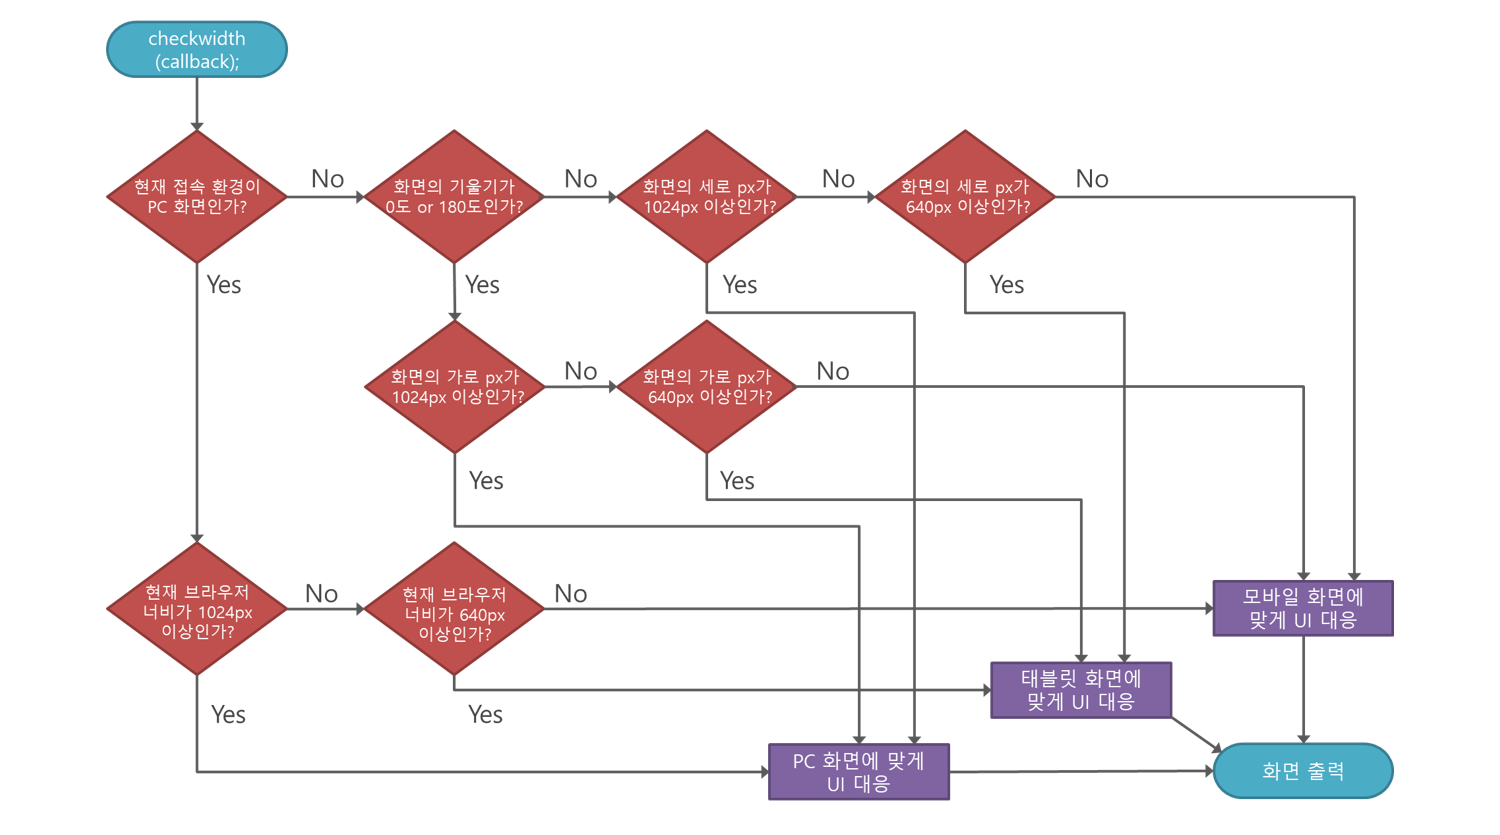 checkwidth
(callback);
현재 접속 환경이
PC 화면인가?
No
화면의 기울기가
0도 or 180도인가?
No
화면의 세로 px가
1024px 이상인가?
No
화면의 세로 px가
640px 이상인가?
No
Yes
Yes
Yes
Yes
화면의 가로 px가
1024px 이상인가?
No
화면의 가로 px가
640px 이상인가?
No
Yes
Yes
현재 브라우저
너비가 1024px
이상인가?
No
현재 브라우저
너비가 640px
이상인가?
No
모바일 화면에
맞게 UI 대응
Yes
Yes
태블릿 화면에
맞게 UI 대응
PC 화면에 맞게
UI 대응
화면 출력